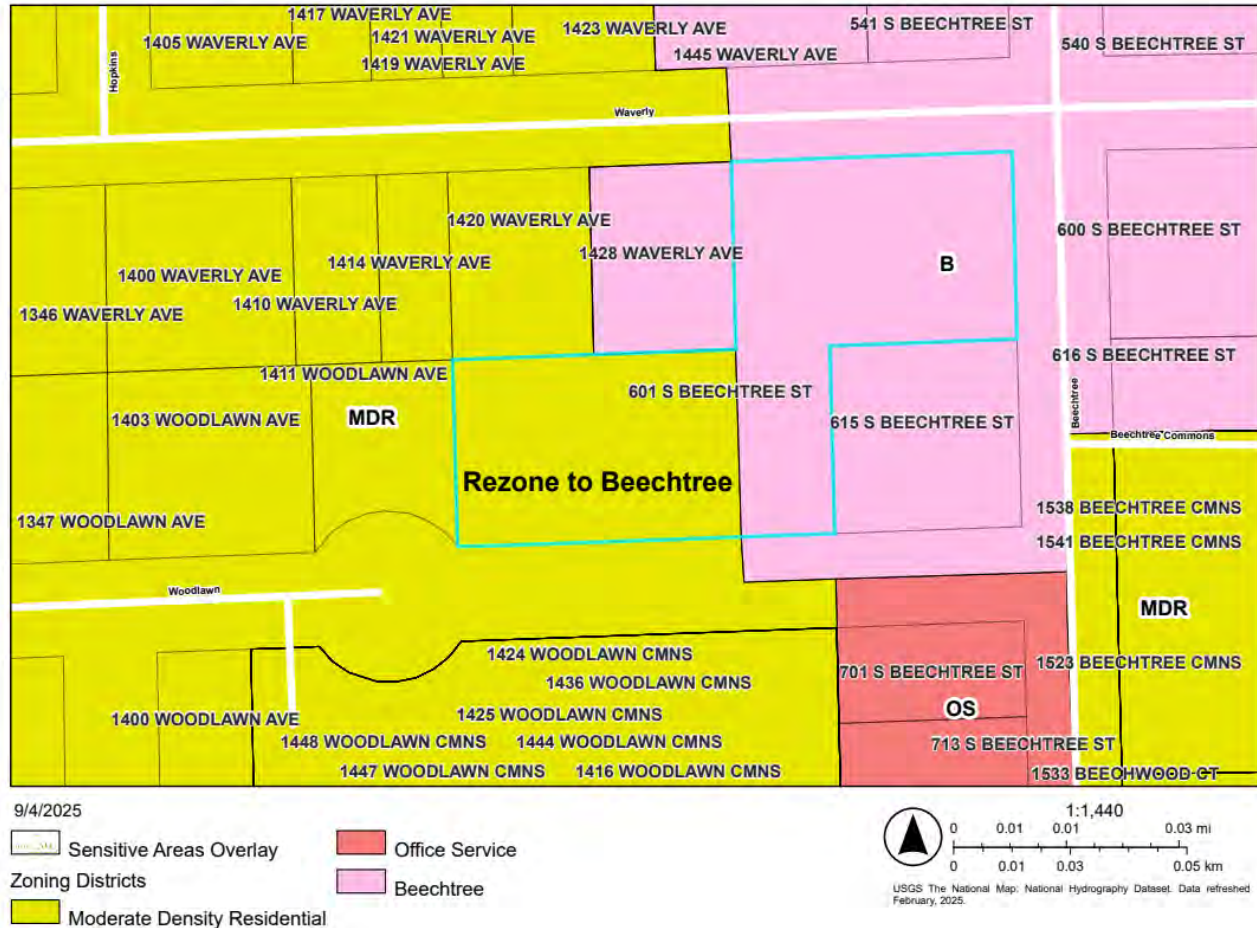 1417 WAVERLY AVE
541 S BEECHTREE ST
1405 WAVERLY AVE
1421 WAVERLY AVE
1423 WAVERLY AVE
540 S BEECHTREE ST
1419 WAVERLY AVE
1445 WAVERLY AVE
Hopkins
Waverly
1420 WAVERLY AVE
600 S BEECHTREE ST
1428 WAVERLY AVE
1414 WAVERLY AVE
B
1400 WAVERLY AVE
1410 WAVERLY AVE
1346 WAVERLY AVE
616 S BEECHTREE ST
1411 WOODLAWN AVE
601 S BEECHTREE ST
Beechtree
1403 WOODLAWN AVE
MDR
615 S BEECHTREE ST
Beechtree Commons
Rezone to Beechtree
1347 WOODLAWN AVE
1538 BEECHTREE CMNS
1541 BEECHTREE CMNS
Woodlawn
MDR
1424 WOODLAWN CMNS
1523 BEECHTREE CMNS
701 S BEECHTREE ST
1436 WOODLAWN CMNS
OS
1400 WOODLAWN AVE
1425 WOODLAWN CMNS
1448 WOODLAWN CMNS
1444 WOODLAWN CMNS
713 S BEECHTREE ST
1447 WOODLAWN CMNS
1416 WOODLAWN CMNS
1533 BEECHWOOD CT
9/4/2025
Sensitive Areas Overlay
Zoning Districts
Moderate Density Residential
Office Service
Beechtree
1:1,440
0 0.01 0.01 0.03 mi
0 0.01 0.03 0.05 km
USGS The National Map: National Hydrography Dataset. Data refreshed
February, 2025.